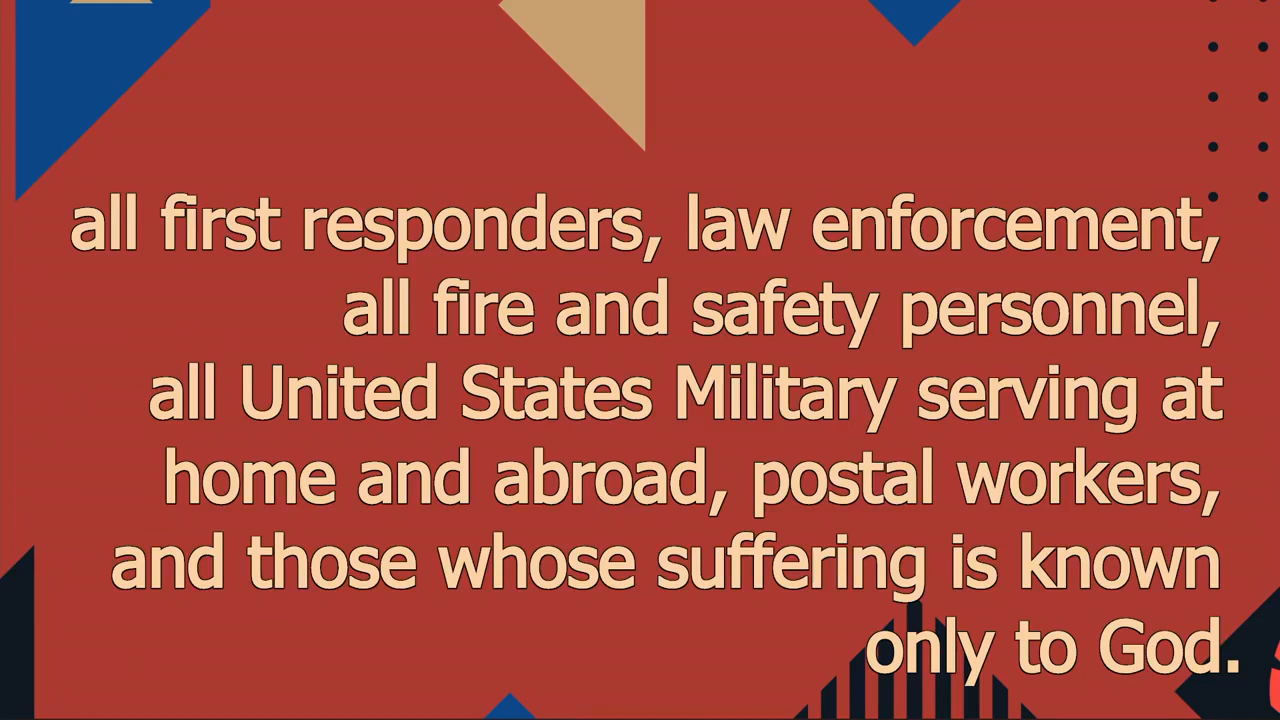 all first responders, law enforcement,
all fire and safety personnel,
all United States Military serving at
home and abroad, postal workers,
and those whose suffering is known
only to God.